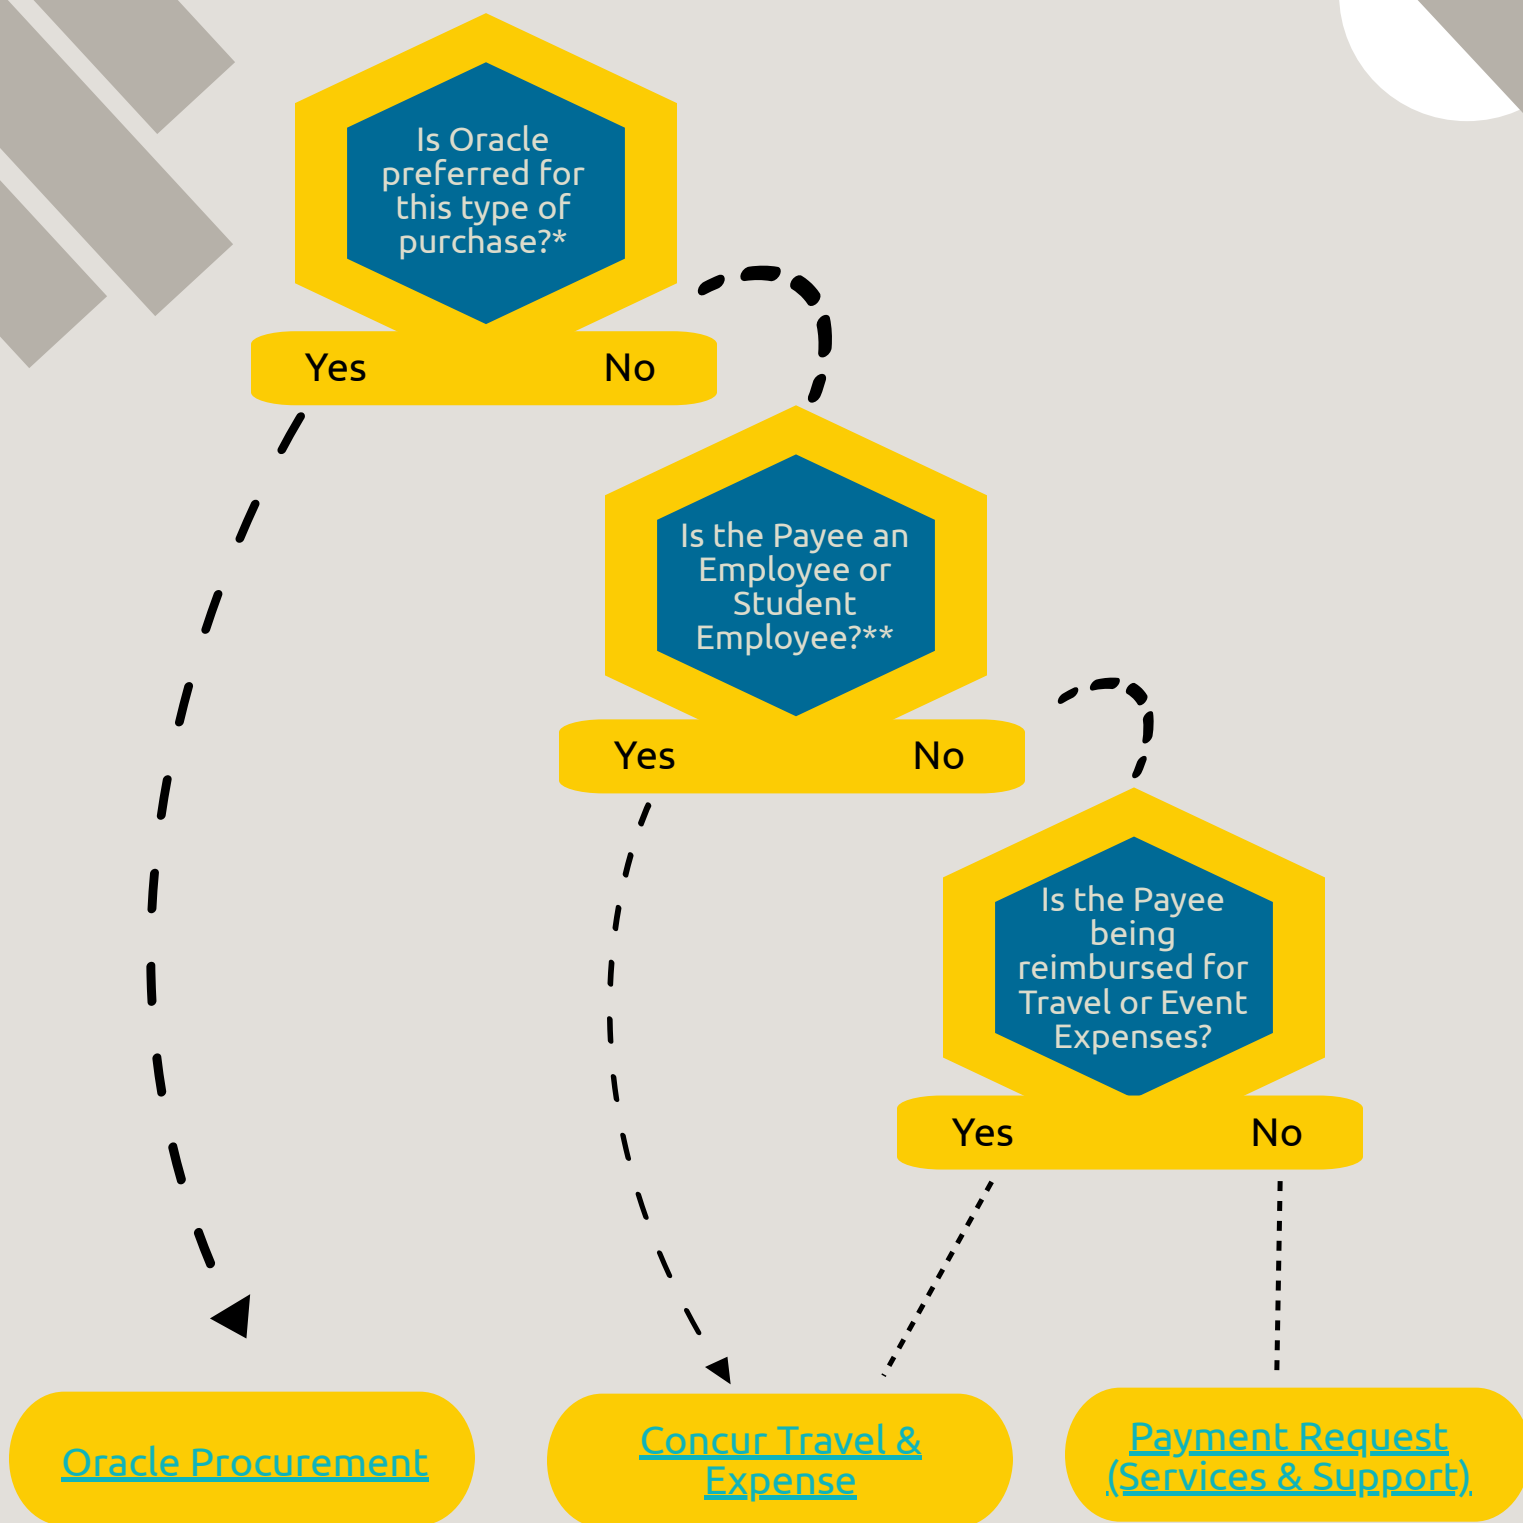 Is Oracle
preferred for
this type of
purchase?*
Yes
No
Is the Payee an
Employee or
Student
Employee?**
Yes
No
Is the Payee
being
reimbursed for
Travel or Event
Expenses?
Yes
No
Oracle Procurement
Concur Travel &
Expense
Payment Request
(Services & Support)